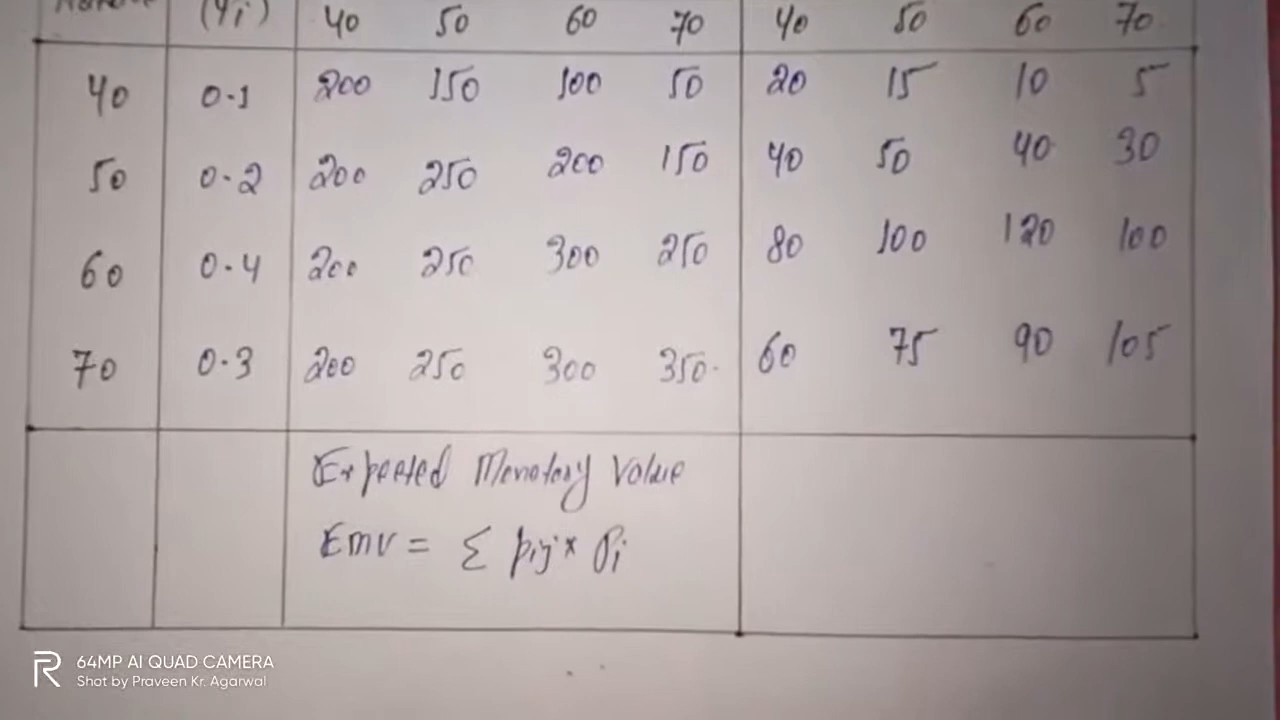 (Pi) 40 50 60 70 40 50 60 70
40 0.1 200 150 100 50 20 15 10 5
50 0.2 200 250 200 150 40 50 40 30
60 0.4 200 250 300 250 80 100 120 100
70 0.3 200 250 300 350 60 75 90 105
Expected Monetory Value
Emv = Σ pij × Pi
64MP AI QUAD CAMERA
Shot by Praveen Kr. Agarwal